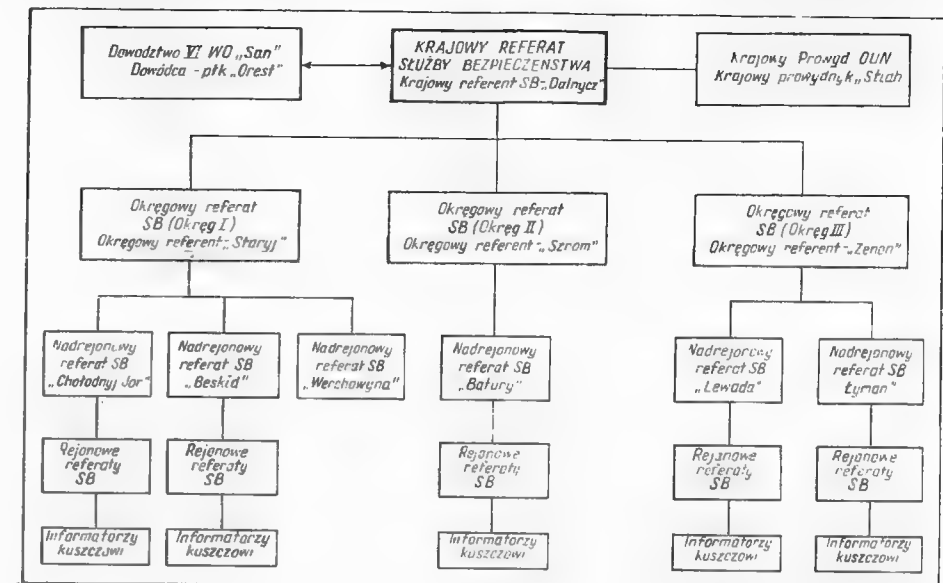 Dowództwo VI WO „San”
Dowódca - płk „Orest”
KRAJOWY REFERAT
SŁUŻBY BEZPIECZEŃSTWA
Krajowy referent SB-„Dalnycz”
Krajowy Prowyd OUN
Krajowy prowydnyk „Stiah
Okręgowy referat
SB (Okręg I)
Okręgowy referent-„Staryj”
Okręgowy referat
SB (Okręg II)
Okręgowy referent-„Szrom”
Okręgowy referat
SB (Okręg III)
Okręgowy referent-„Zenon”
Nadrejonowy
referat SB
„Chołodnyj Jar”
Nadrejonowy
referat SB
„Beskid”
Nadrejonowy
referat SB
„Werchowyna”
Nadrejonowy
referat SB
„Batury”
Nadrejonowy
referat SB
„Lewada”
Nadrejonowy
referat SB
Łyman”
Rejonowe
referaty
SB
Rejonowe
referaty
SB
Rejonowe
referaty
SB
Rejonowe
referaty
SB
Rejonowe
referaty
SB
Informatorzy
kuszczowi
Informatorzy
kuszczowi
Informatorzy
kuszczowi
Informatorzy
kuszczowi
Informatorzy
kuszczowi